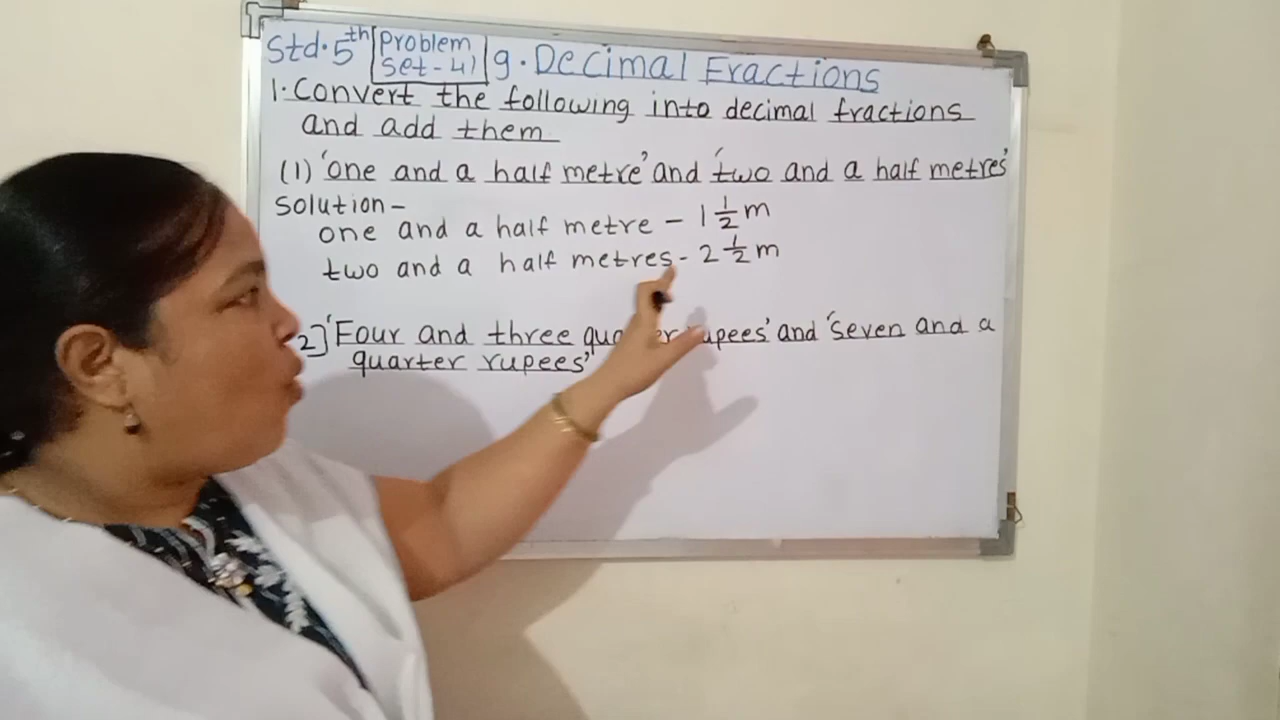 Std. 5th Problem Set-41 9. Decimal Fractions
1. Convert the following into decimal fractions
and add them
(1) 'one and a half metre' and 'two and a half metres'
Solution-
one and a half metre - 1 1/2 m
two and a half metres - 2 1/2 m
2] 'Four and three rupees' and 'seven and a
quarter rupees'